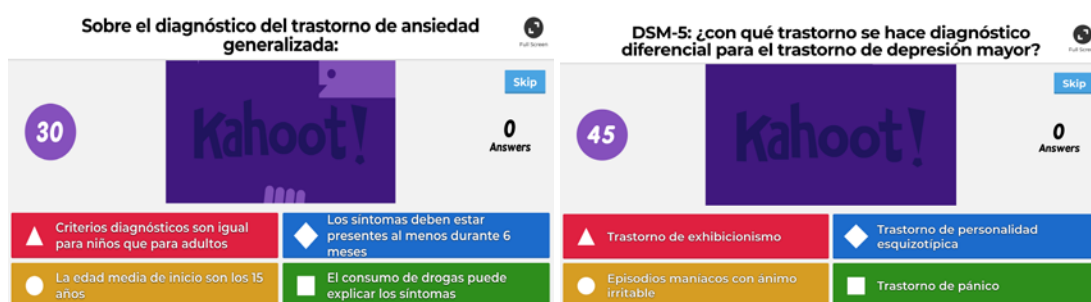 Sobre el diagnóstico del trastorno de ansiedad
generalizada:
Full Screen
Skip
30
Kahoot!
0
Answers
Criterios diagnósticos son igual
para niños que para adultos
Los síntomas deben estar
presentes al menos durante 6
meses
La edad media de inicio son los 15
años
El consumo de drogas puede
explicar los síntomas
DSM-5: ¿con qué trastorno se hace diagnóstico
diferencial para el trastorno de depresión mayor?
Full Screen
Skip
45
Kahoot!
0
Answers
Trastorno de exhibicionismo
Trastorno de personalidad
esquizotípica
Episodios maníacos con animo
irritable
Trastorno de pánico